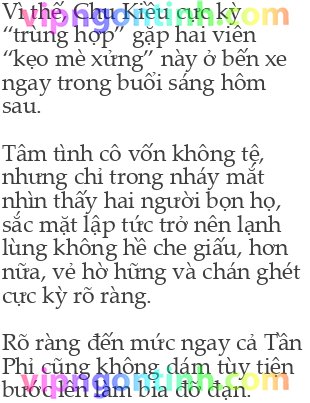 Vì thế, Chu Kiều cực kỳ
“trùng hợp” gặp hai viên
“kẹo mè xửng” này ở bến xe
ngay trong buổi sáng hôm
sau.
Tâm tình cô vốn không tệ,
nhưng chỉ trong nháy mắt
nhìn thấy hai người bọn họ,
sắc mặt lập tức trở nên lạnh
lùng không hề che giấu, hơn
nữa, vẻ hờ hững và chán ghét
cực kỳ rõ ràng.
Rõ ràng đến mức ngay cả Tần
Phỉ cũng không dám tùy tiện
bước lên làm bia đỡ đạn.
vipngontinh.com
vipngontinh.com